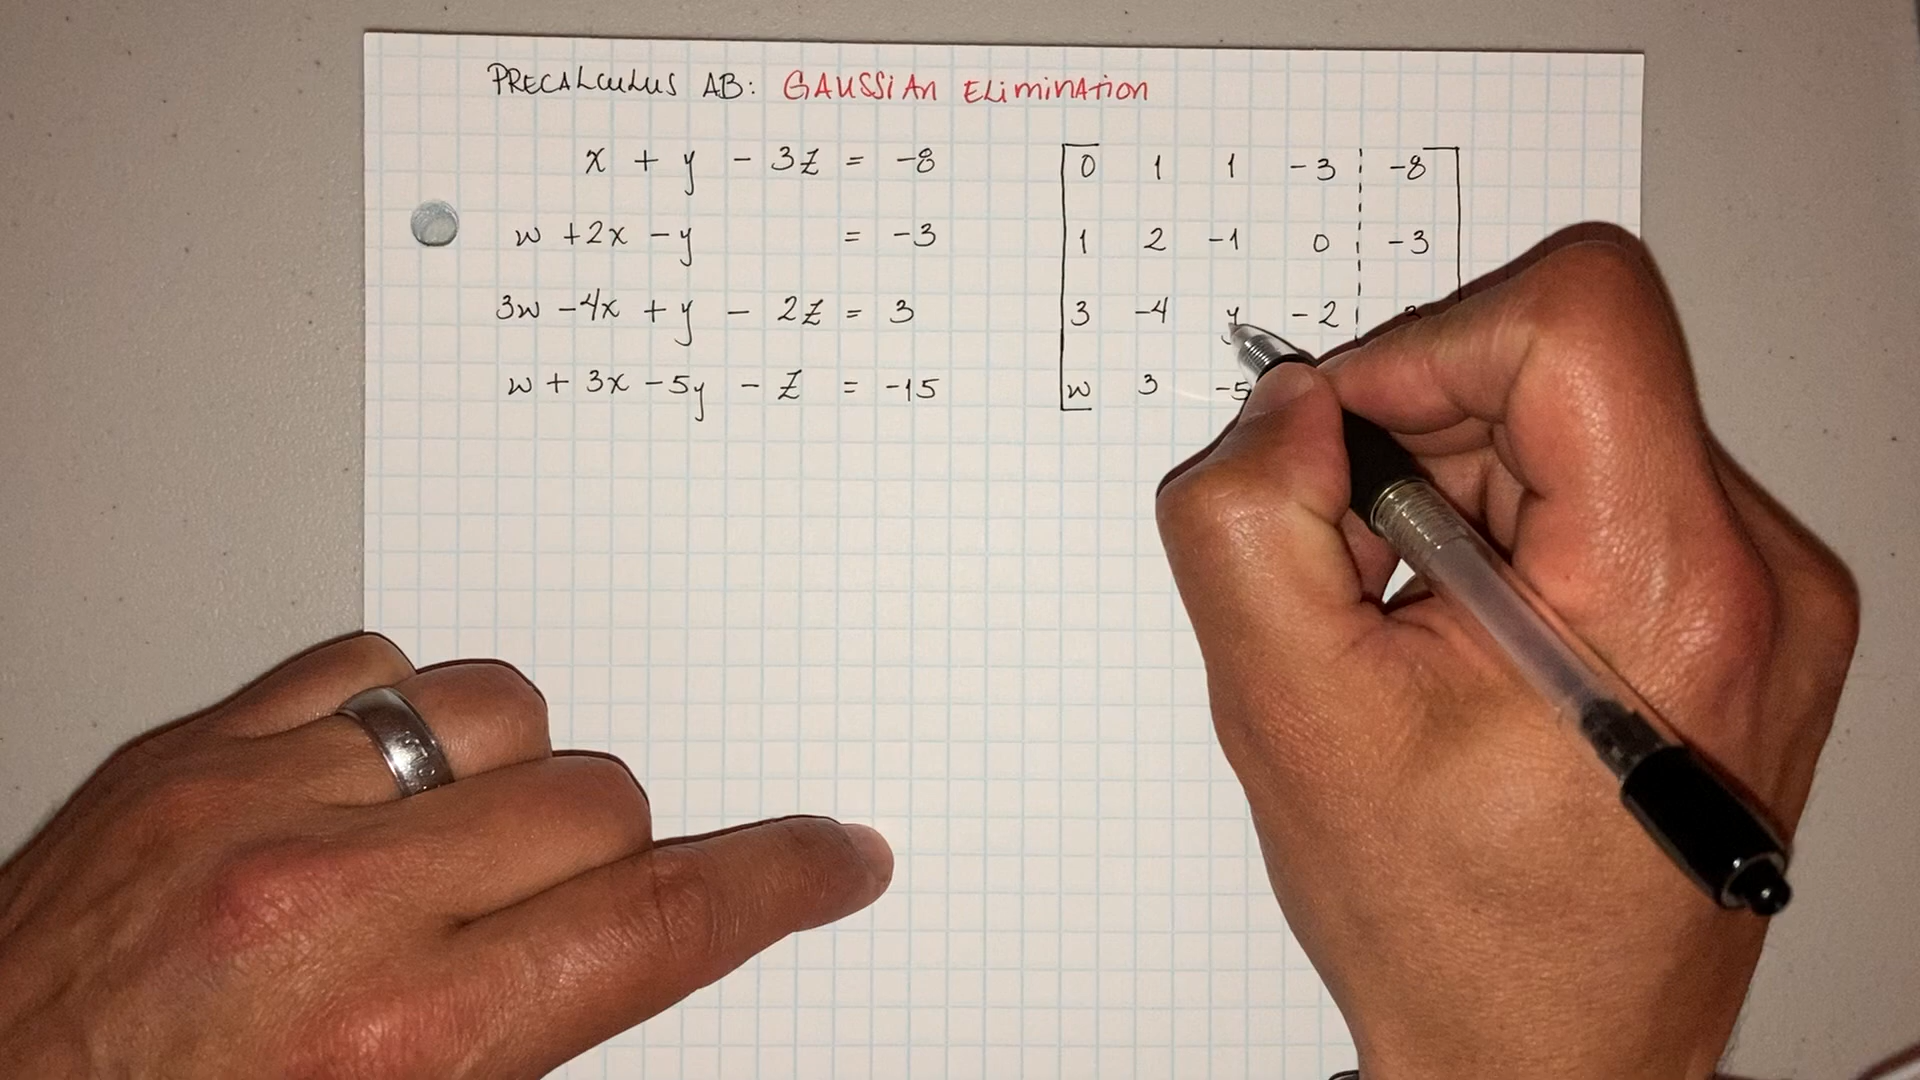 PRECALCULUS AB: GAUSSIAN ELIMINATION
x + y - 3z = -8
w + 2x - y = -3
3w - 4x + y - 2z = 3
w + 3x - 5y - z = -15
0 1 1 -3 -8
1 2 -1 0 -3
3 -4 y -2
w 3 -5